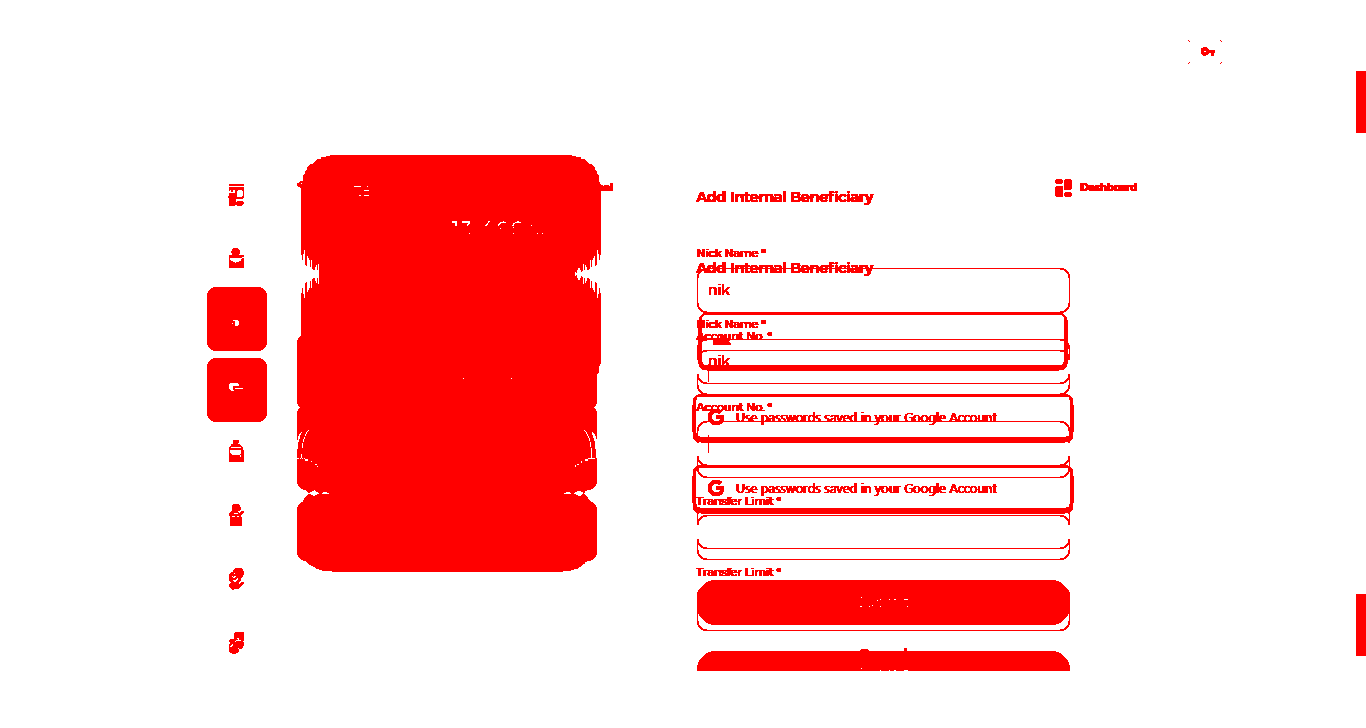 Add Internal Beneficiary
Dashboard
Nick Name *
Add Internal Beneficiary
nik
Nick Name *
Account No. *
nik
Account No. *
Use passwords saved in your Google Account
Use passwords saved in your Google Account
Transfer Limit *
Transfer Limit *